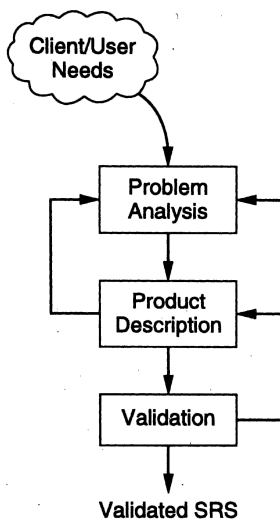 Client/User
Needs
Problem
Analysis
Product
Description
Validation
Validated SRS